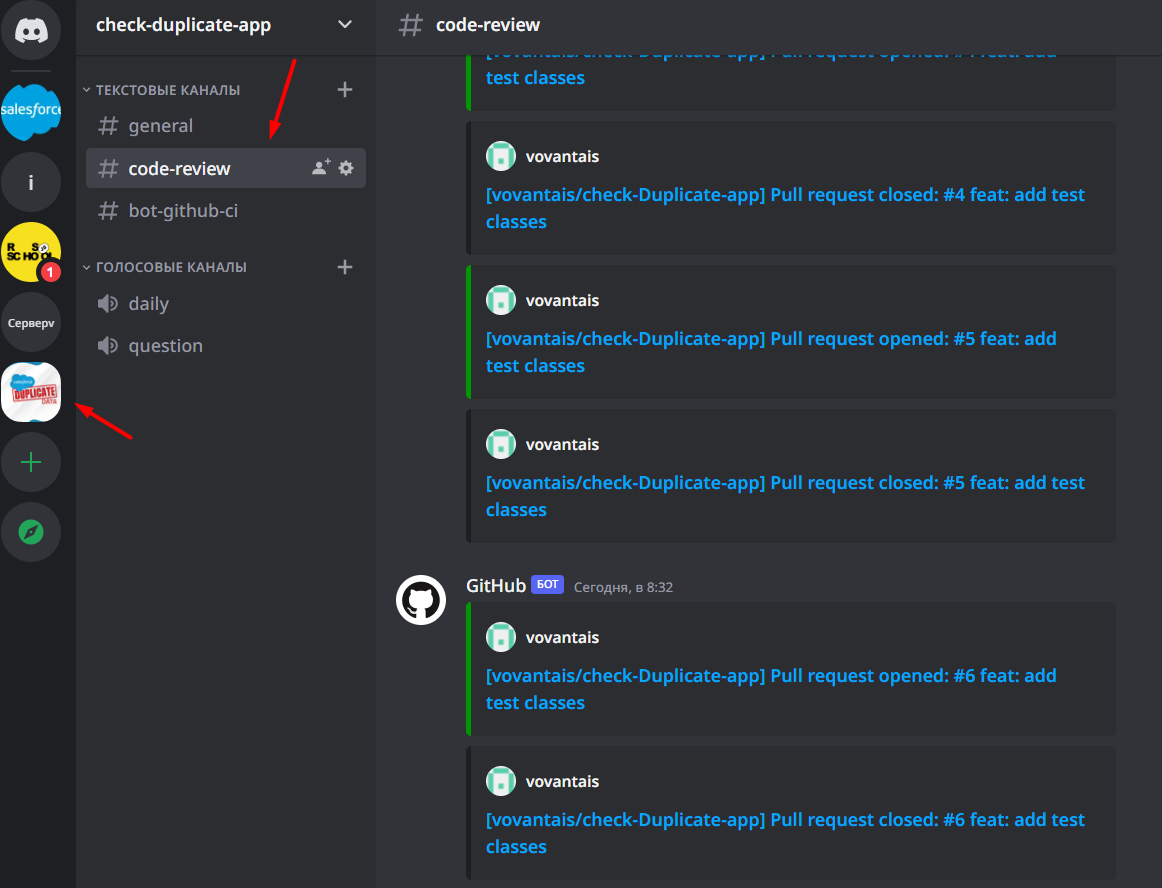 check-duplicate-app
code-review
salesforce
i
1
Серверv
DUPLICATE
DATA
ТЕКСТОВЫЕ КАНАЛЫ
general
code-review
bot-github-ci
ГОЛОСОВЫЕ КАНАЛЫ
daily
question
test classes
vovantais
[vovantais/check-Duplicate-app] Pull request closed: #4 feat: add test
classes
vovantais
[vovantais/check-Duplicate-app] Pull request opened: #5 feat: add
test classes
vovantais
[vovantais/check-Duplicate-app] Pull request closed: #5 feat: add test
classes
GitHub БОТ Сегодня, в 8:32
vovantais
[vovantais/check-Duplicate-app] Pull request opened: #6 feat: add
test classes
vovantais
[vovantais/check-Duplicate-app] Pull request closed: #6 feat: add test
classes